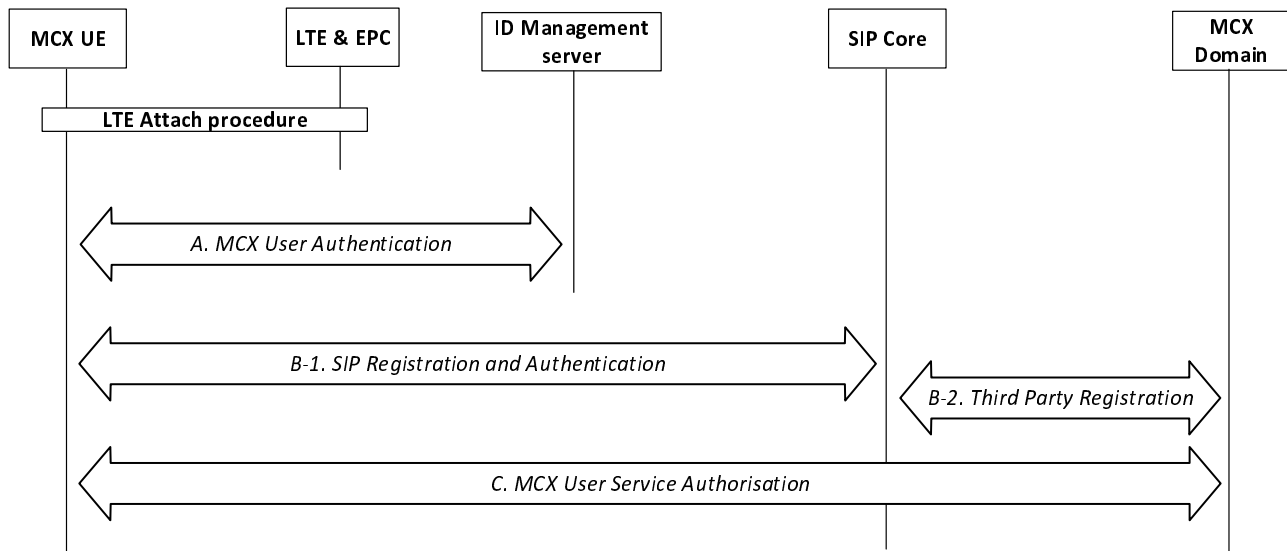 MCX UE
LTE & EPC
ID Management
server
SIP Core
MCX
Domain
LTE Attach procedure
A. MCX User Authentication
B-1. SIP Registration and Authentication
B-2. Third Party Registration
C. MCX User Service Authorisation